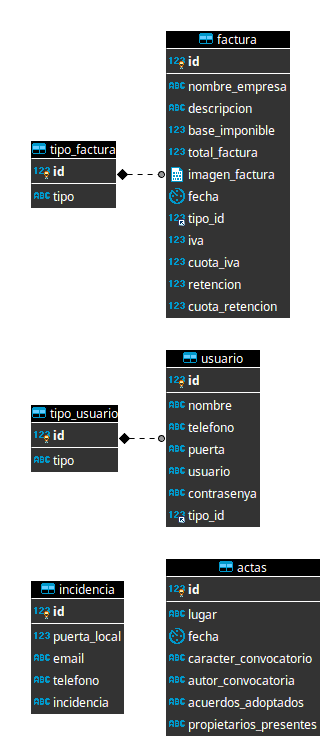 factura
123 id
ABC nombre_empresa
ABC descripcion
123 base_imponible
123 total_factura
imagen_factura
fecha
123 tipo_id
123 iva
123 cuota_iva
123 retencion
123 cuota_retencion
tipo_factura
123 id
ABC tipo
usuario
123 id
ABC nombre
ABC telefono
ABC puerta
ABC usuario
ABC contrasenya
123 tipo_id
tipo_usuario
123 id
ABC tipo
incidencia
123 id
123 puerta_local
ABC email
ABC telefono
ABC incidencia
actas
123 id
ABC lugar
fecha
ABC caracter_convocatorio
ABC autor_convocatoria
ABC acuerdos_adoptados
ABC propietarios_presentes